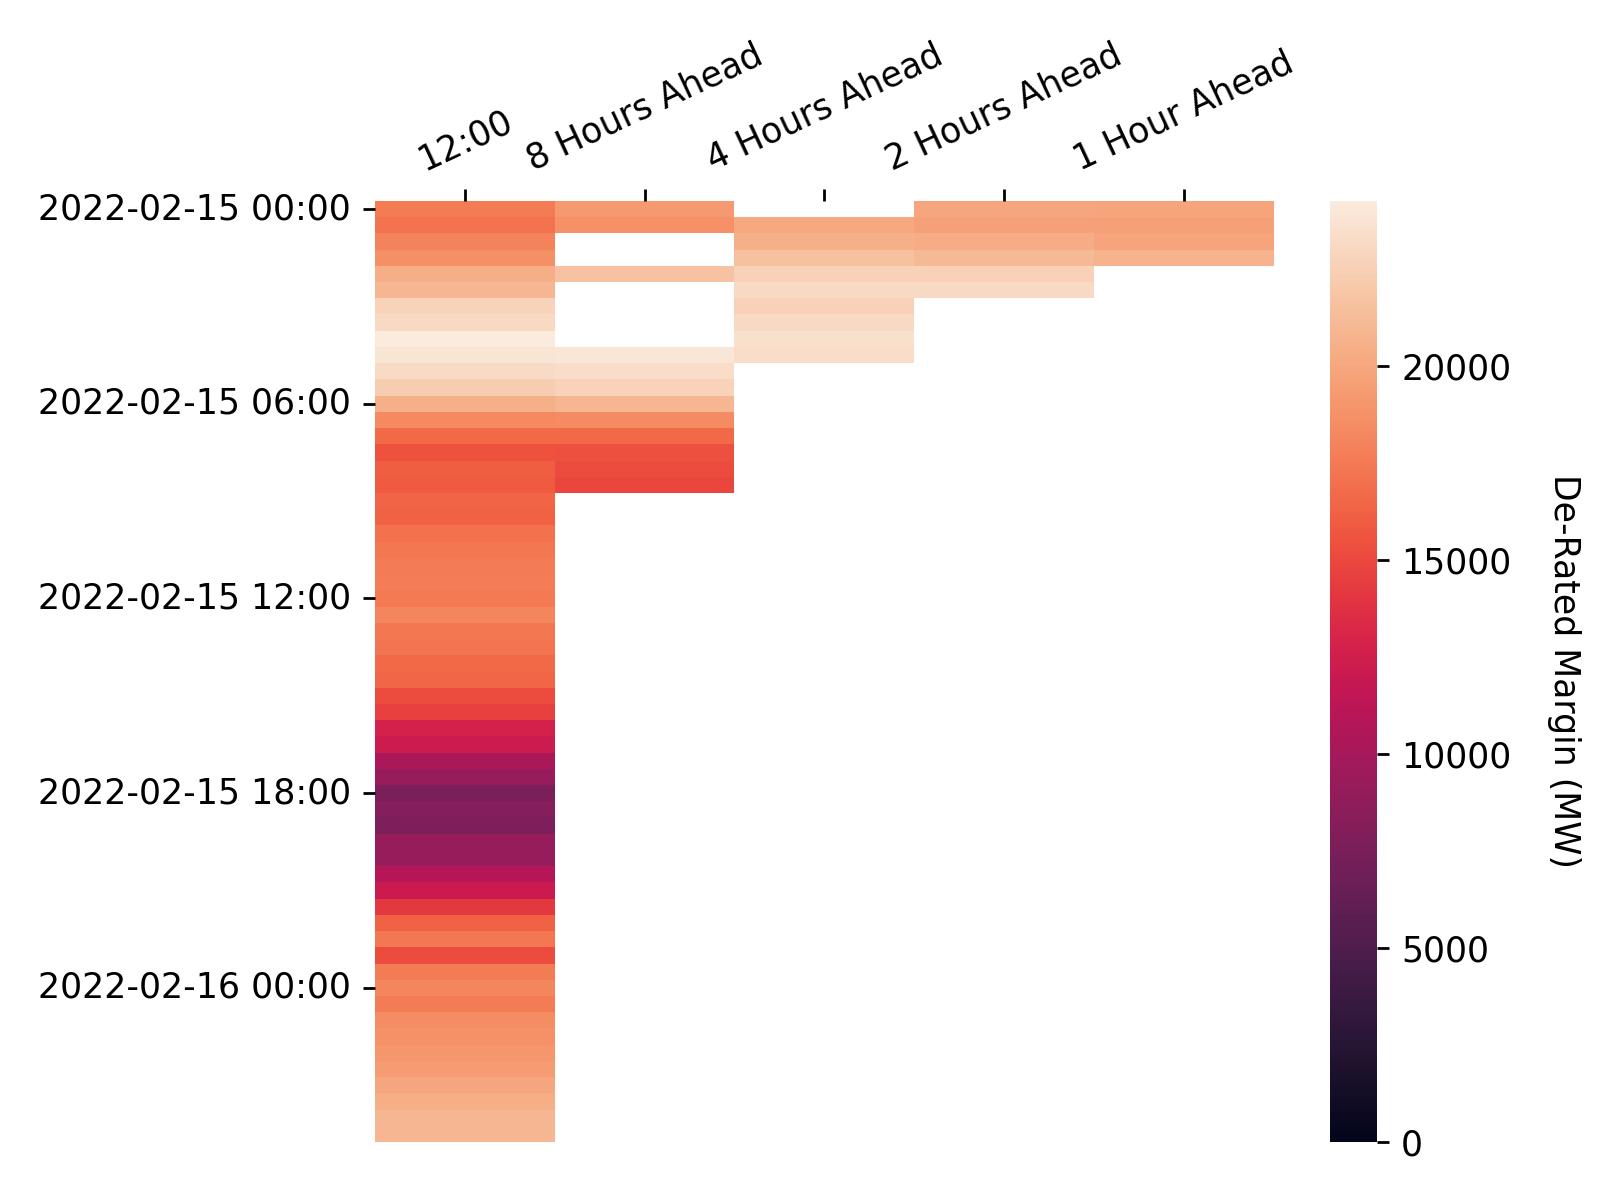 12:00
8 Hours Ahead
4 Hours Ahead
2 Hours Ahead
1 Hour Ahead
2022-02-15 00:00
2022-02-15 06:00
2022-02-15 12:00
2022-02-15 18:00
2022-02-16 00:00
20000
15000
10000
5000
0
De-Rated Margin (MW)